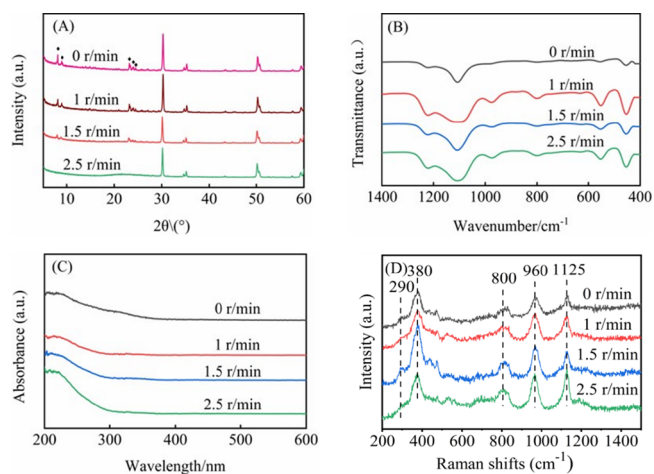 (A)
0 r/min
1 r/min
1.5 r/min
2.5 r/min
Intensity (a.u.)
10 20 30 40 50 60
2θ\(°)
(B)
0 r/min
1 r/min
1.5 r/min
2.5 r/min
Transmittance (a.u.)
1400 1200 1000 800 600 400
Wavenumber/cm-1
(C)
0 r/min
1 r/min
1.5 r/min
2.5 r/min
Absorbance (a.u.)
200 300 400 500 600
Wavelength/nm
(D)
290 380 800 960 1125
0 r/min
1 r/min
1.5 r/min
2.5 r/min
Intensity (a.u.)
200 400 600 800 1000 1200 1400
Raman shifts (cm-1)